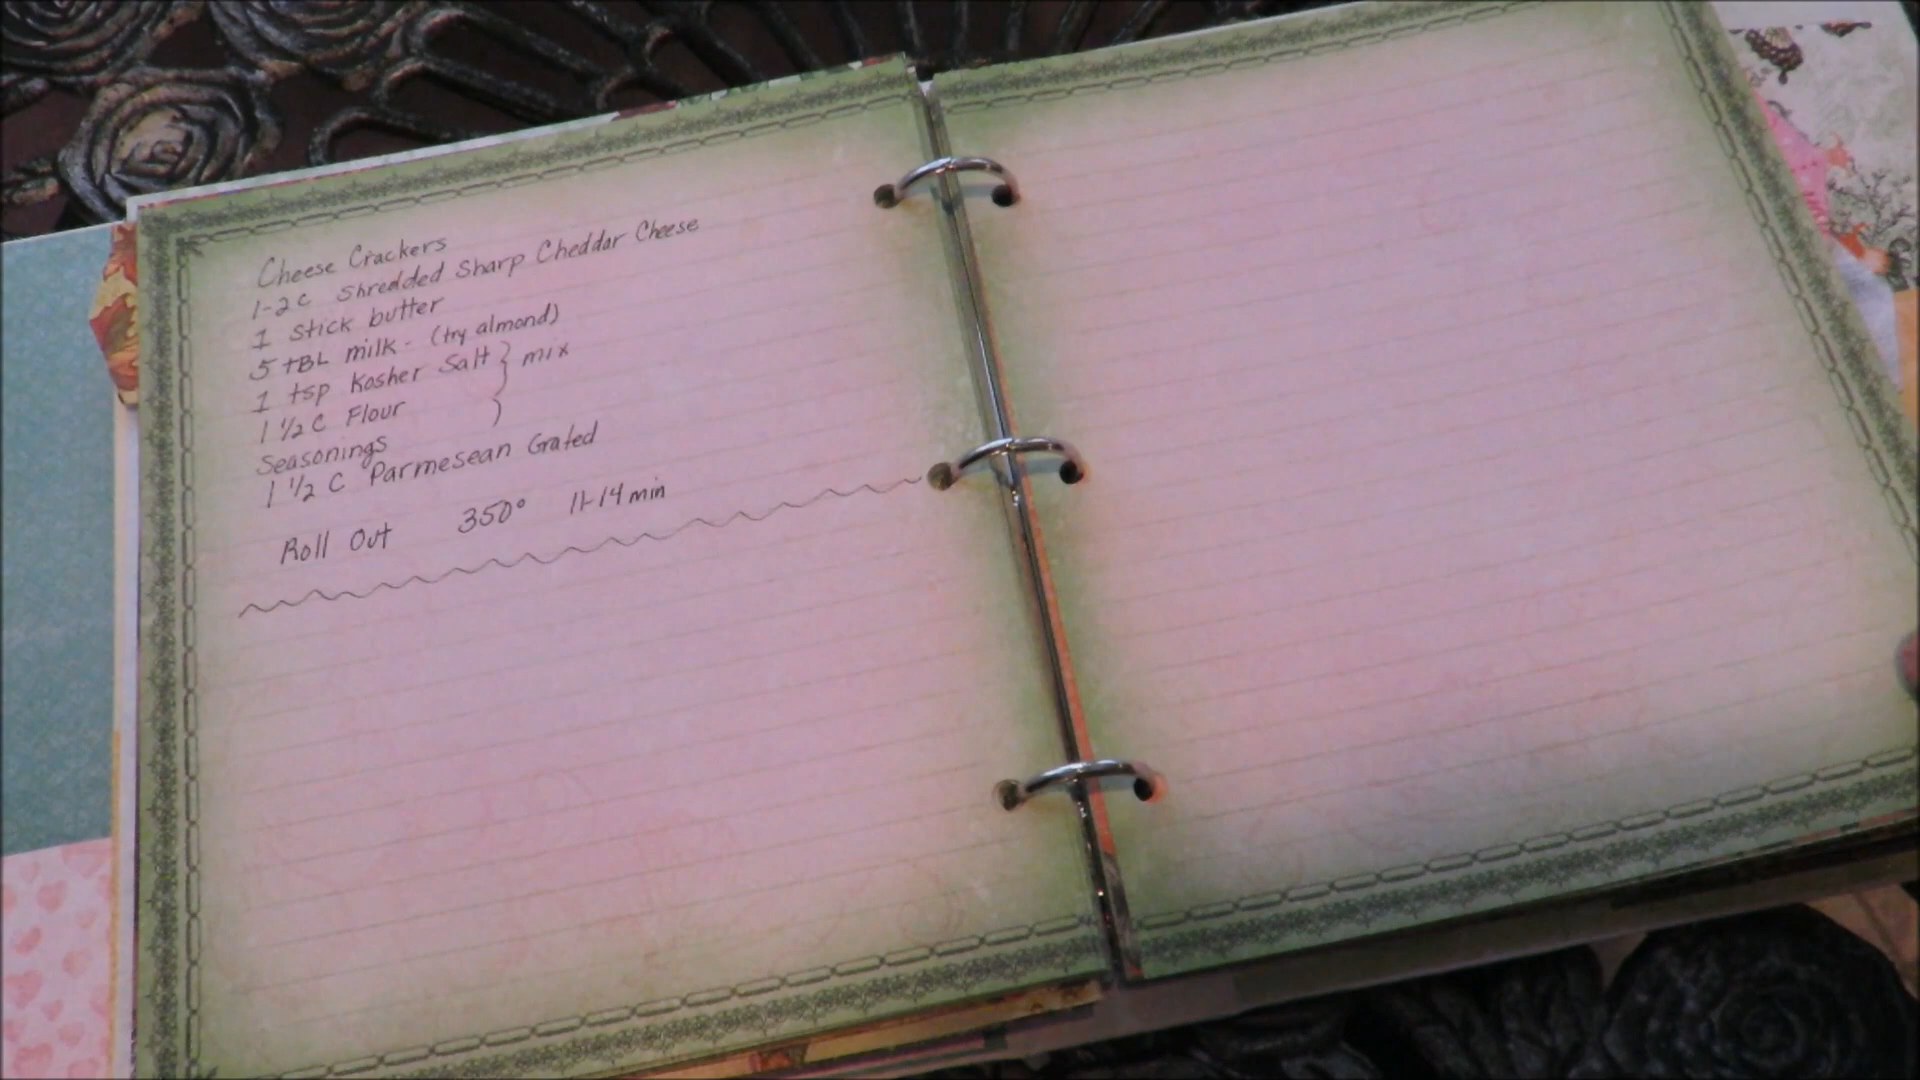 Cheese Crackers
1-2 c Shredded Sharp Cheddar Cheese
1 Stick butter
5 tBL milk - (try almond)
1 tsp Kosher Salt } mix
1 1/2 C Flour
Seasonings
1 1/2 C Parmesean Grated
Roll Out 350° 11-14 min